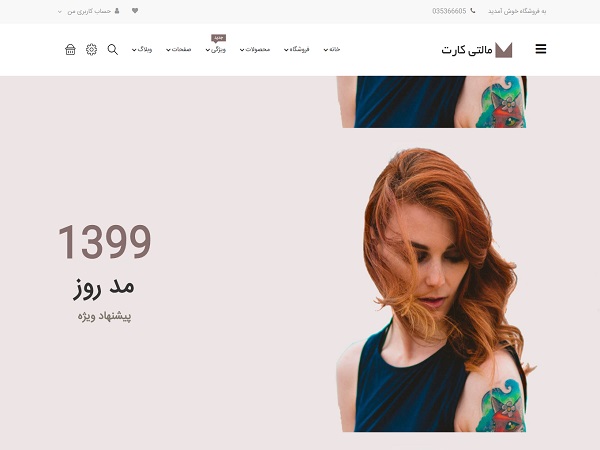 به فروشگاه خوش آمدید 035366605 حساب کاربری من
مالتی کارت
جدید
خانه فروشگاه محصولات ویژگی صفحات وبلاگ
1399
مد روز
پیشنهاد ویژه